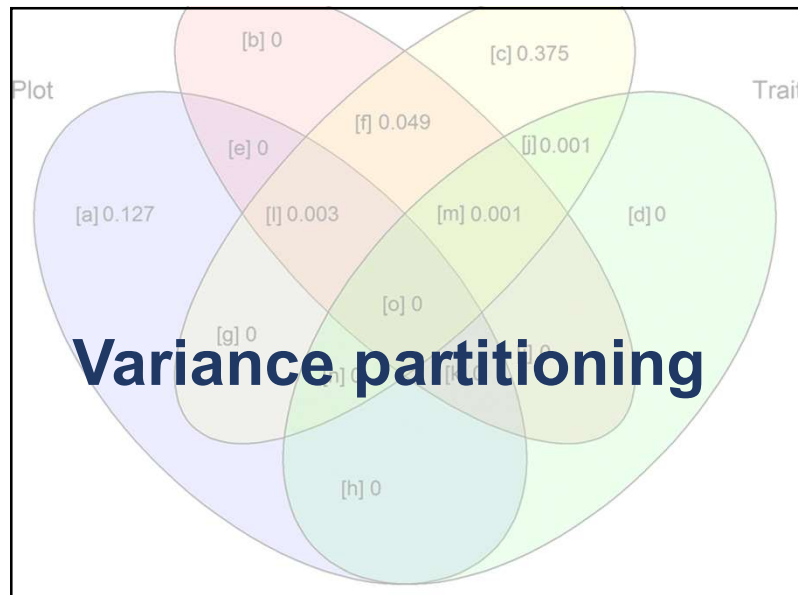 [b] 0
[c] 0.375
Plot
Trait
[f] 0.049
[e] 0
[j] 0.001
[a] 0.127
[l] 0.003
[m] 0.001
[d] 0
[o] 0
[g] 0
Variance partitioning
[h] 0